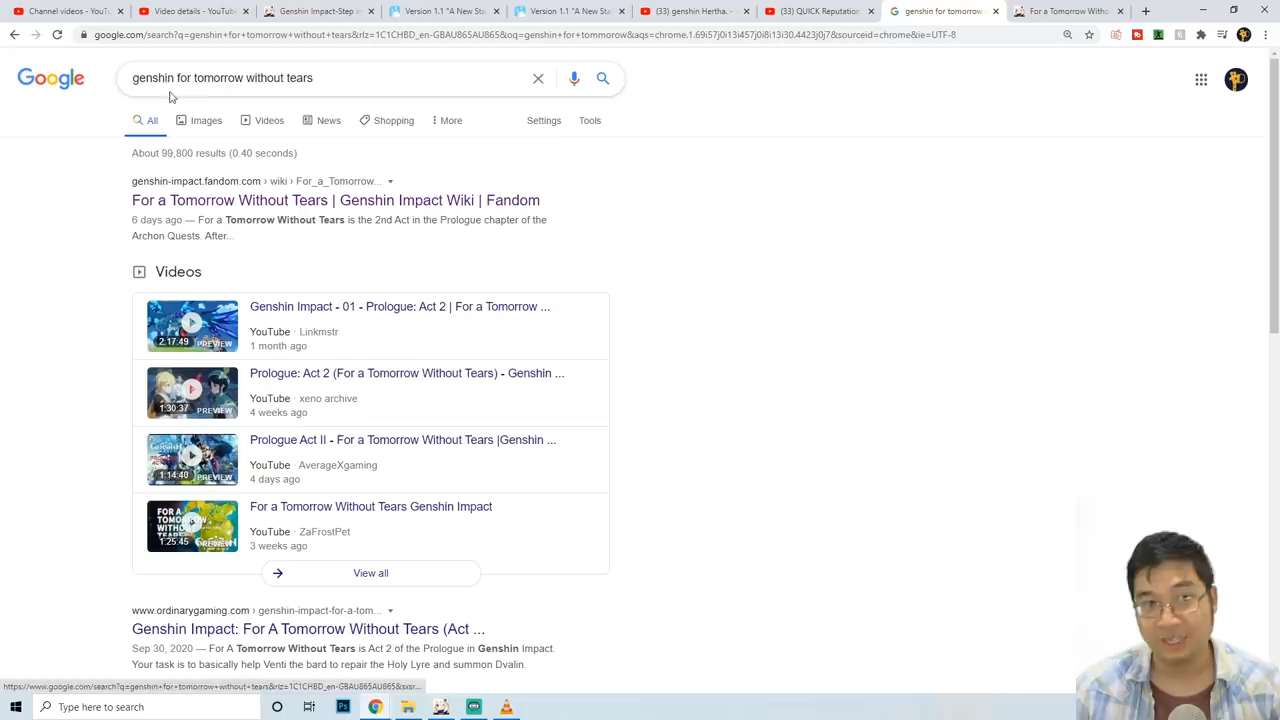 Channel videos - YouT
Video details - YouTube
Genshin Impact-Step in
Version 1.1 "A New Sta
Version 1.1 "A New Sta
(33) genshin Hertha. -
(33) QUICK Reputation
genshin for tomorrow
For a Tomorrow Witho
google.com/search?q=genshin+for+tomorrow+without+tears&rlz=1C1CHBD_en-GBAU865AU865&oq=genshin+for+tommorow&aqs=chrome.1.69i57j0i13i457j0i8i13i30.4423j0j7&sourceid=chrome&ie=UTF-8
Google
genshin for tomorrow without tears
All
Images
Videos
News
Shopping
More
Settings
Tools
About 99,800 results (0.40 seconds)
genshin-impact.fandom.com › wiki › For_a_Tomorrow...
For a Tomorrow Without Tears | Genshin Impact Wiki | Fandom
6 days ago — For a Tomorrow Without Tears is the 2nd Act in the Prologue chapter of the
Archon Quests. After...
Videos
Genshin Impact - 01 - Prologue: Act 2 | For a Tomorrow ...
2:17:49
PREVIEW
YouTube · Linkmstr
1 month ago
Prologue: Act 2 (For a Tomorrow Without Tears) - Genshin ...
1:30:37
PREVIEW
YouTube · xeno archive
4 weeks ago
Prologue Act II - For a Tomorrow Without Tears |Genshin ...
1:14:40
PREVIEW
YouTube · AverageXgaming
4 days ago
For a Tomorrow Without Tears Genshin Impact
FOR A
TOMORROW
WITHOUT
TEARS
1:25:45
PREVIEW
YouTube · ZaFrostPet
3 weeks ago
View all
www.ordinarygaming.com › genshin-impact-for-a-tom...
Genshin Impact: For A Tomorrow Without Tears (Act ...
Sep 30, 2020 — For A Tomorrow Without Tears is Act 2 of the Prologue in Genshin Impact.
Your task is to basically help Venti the bard to repair the Holy Lyre and summon Dvalin.
https://www.google.com/search?q=genshin+for+tomorrow+without+tears&rlz=1C1CHBD_en-GBAU865AU865&sxsr...
Type here to search